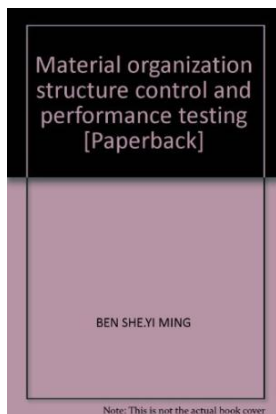 Material organization
structure control and
performance testing
[Paperback]
BEN SHE.YI MING
Note: This is not the actual book cover